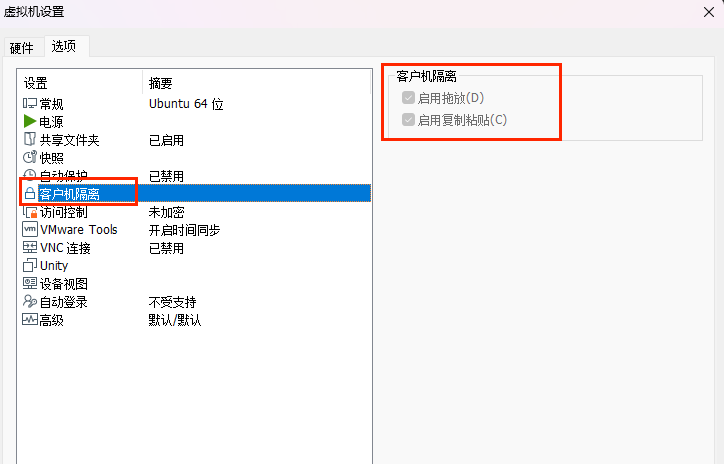 虚拟机设置
硬件 选项
设置 摘要
常规 Ubuntu 64 位
电源
共享文件夹 已启用
快照
自动保护 已禁用
客户机隔离
访问控制 未加密
VMware Tools 开启时间同步
VNC 连接 已禁用
Unity
设备视图
自动登录 不受支持
高级 默认/默认
客户机隔离
启用拖放(D)
启用复制粘贴(C)